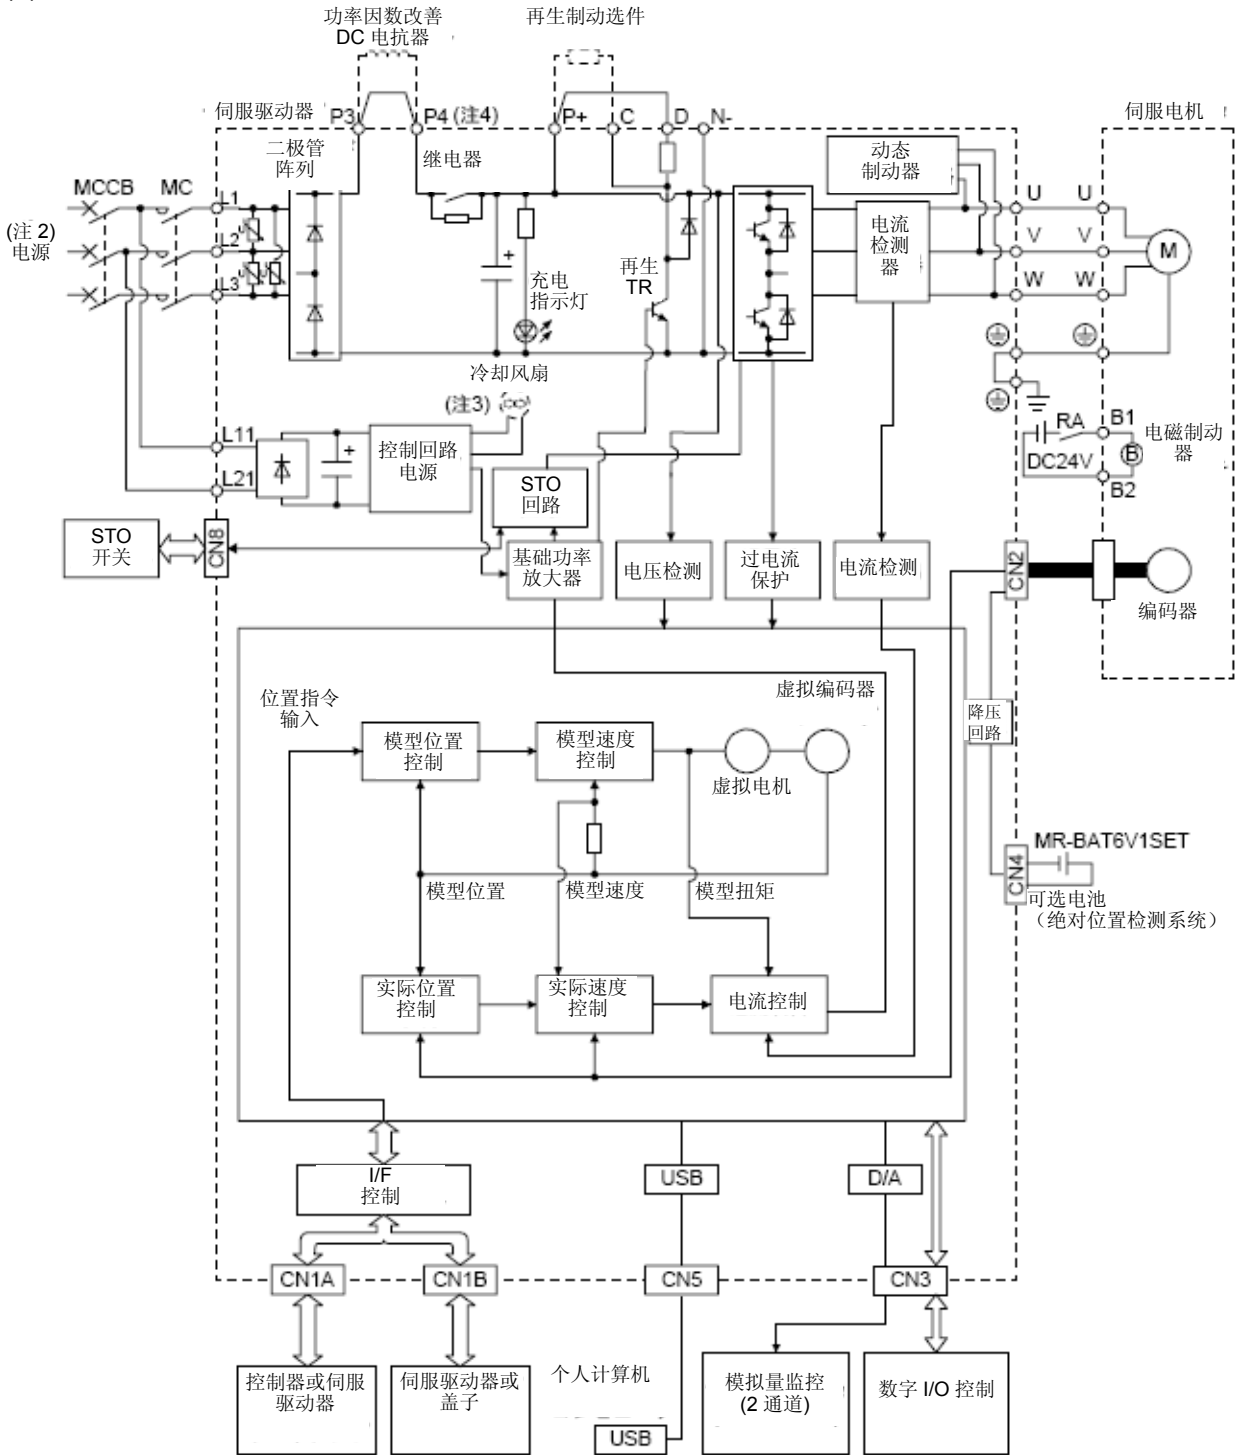 功率因数改善
DC 电抗器
再生制动选件
伺服驱动器
P3
P4 (注4)
P+
C
D
N-
伺服电机
二极管
阵列
继电器
动态
制动器
MCCB
MC
L1
L2
L3
(注 2)
电源
充电
指示灯
再生
TR
电流
检测
器
U
V
W
U
V
W
M
冷却风扇
(注3)
L11
L21
控制回路
电源
RA
DC24V
B1
B2
B
电磁制动
器
STO
开关
CN8
STO
回路
基础功率
放大器
电压检测
过电流
保护
电流检测
CN2
编码器
位置指令
输入
虚拟编码器
模型位置
控制
模型速度
控制
虚拟电机
降压
回路
模型位置
模型速度
模型扭矩
MR-BAT6V1SET
CN4
可选电池
(绝对位置检测系统)
实际位置
控制
实际速度
控制
电流控制
I/F
控制
USB
D/A
CN1A
CN1B
CN5
CN3
控制器或伺服
驱动器
伺服驱动器或
盖子
个人计算机
USB
模拟量监控
(2 通道)
数字 I/O 控制